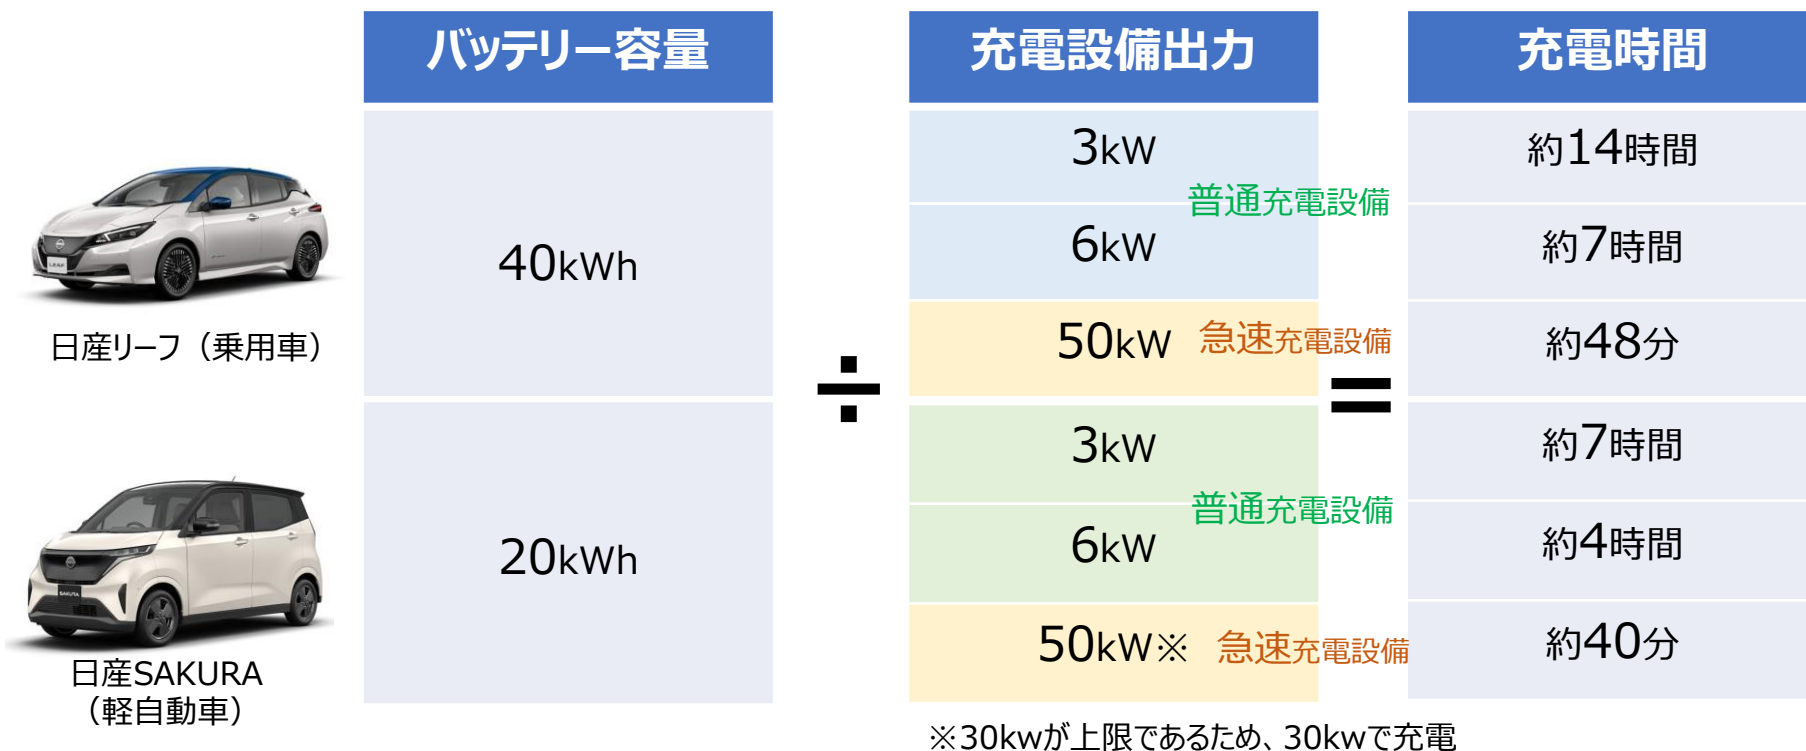 バッテリー容量
充電設備出力
充電時間
日産リーフ（乗用車）
40kWh
÷
3kW
普通充電設備
6kW
50kW
急速充電設備
=
約14時間
約7時間
約48分
日産SAKURA
（軽自動車）
20kWh
3kW
普通充電設備
6kW
50kW※
急速充電設備
約7時間
約4時間
約40分
※30kwが上限であるため、30kwで充電
LEAF
SAKURA